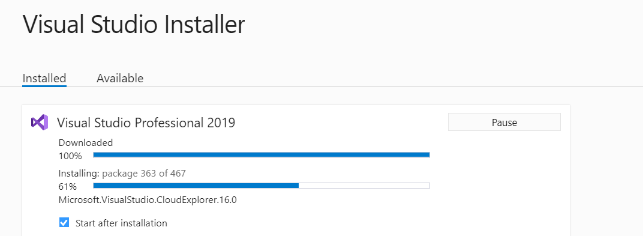 Visual Studio Installer
Installed Available
Visual Studio Professional 2019 Pause
Downloaded
100%
Installing: package 363 of 467
61%
Microsoft.VisualStudio.CloudExplorer.16.0
Start after installation